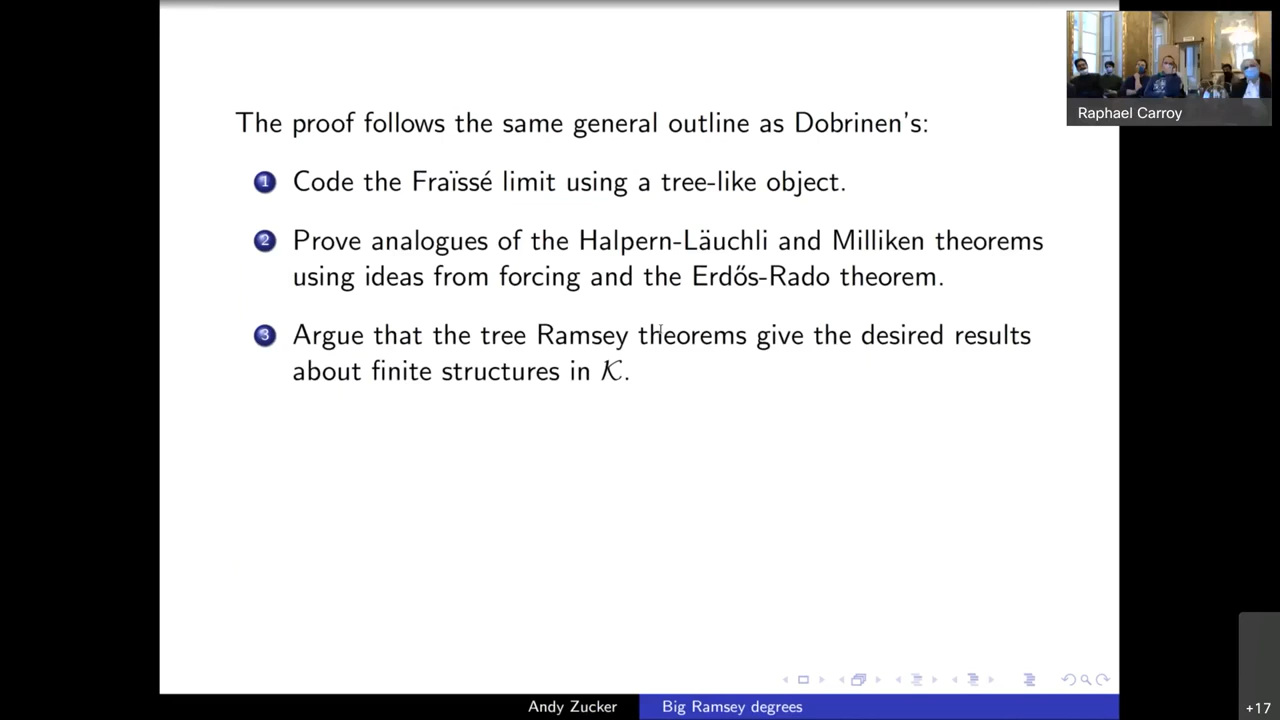 The proof follows the same general outline as Dobrinen's:
1 Code the Fraïssé limit using a tree-like object.
2 Prove analogues of the Halpern-Läuchli and Milliken theorems
using ideas from forcing and the Erdős-Rado theorem.
3 Argue that the tree Ramsey theorems give the desired results
about finite structures in 𝒦.
Raphael Carroy
Andy Zucker
Big Ramsey degrees
+17